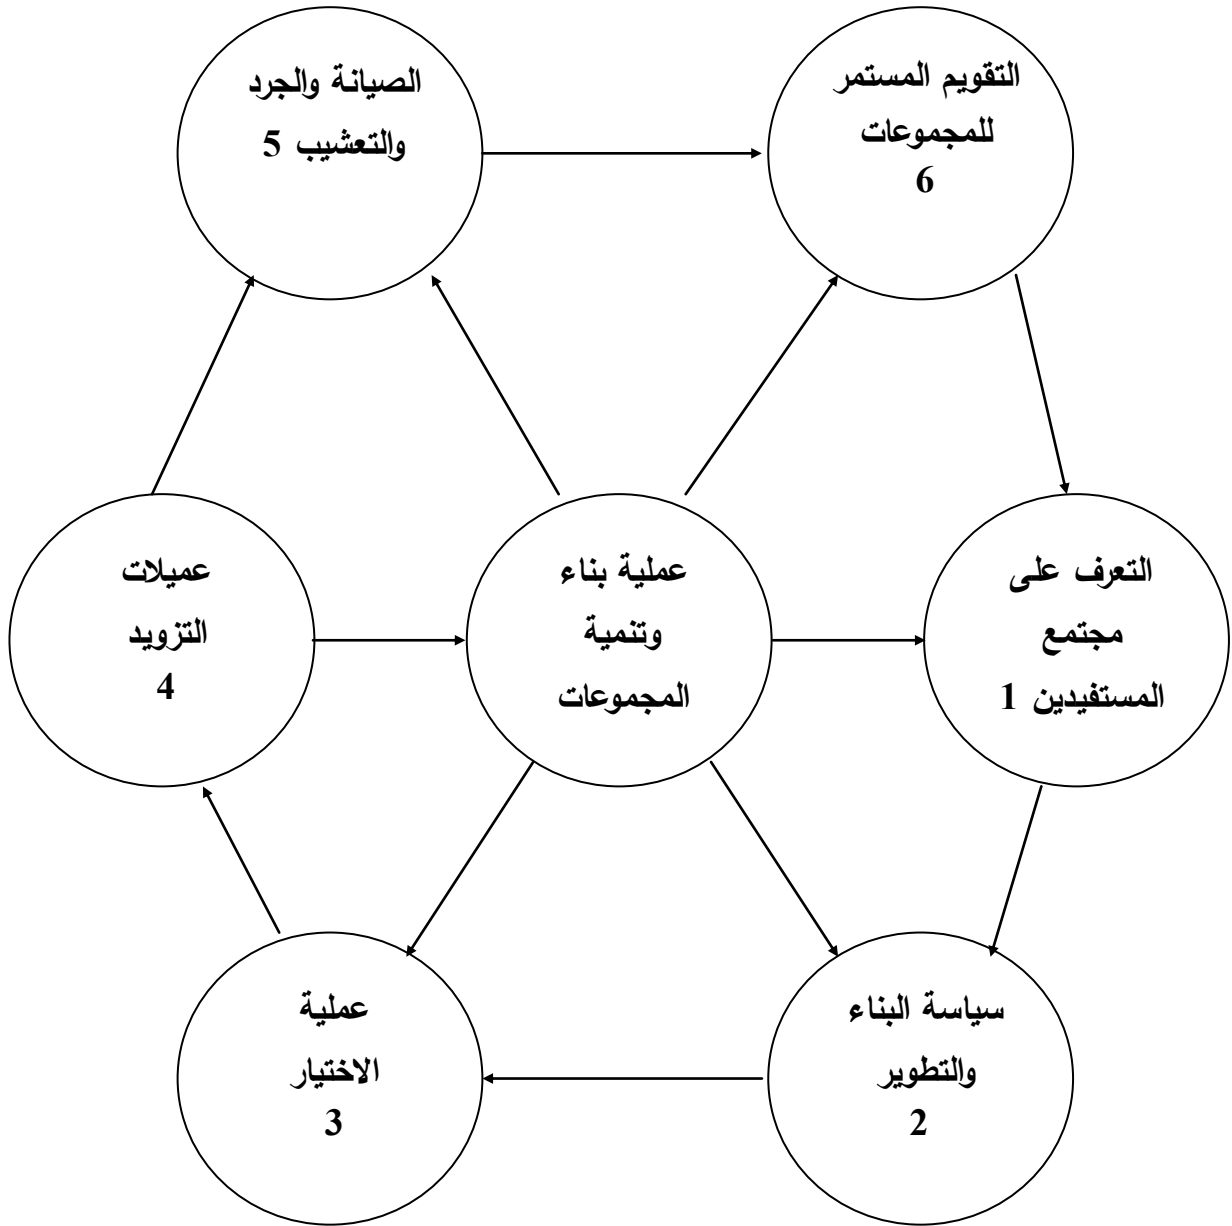 الصيانة والجرد
والتعشيب 5
التقويم المستمر
للمجموعات
6
عميلات
التزويد
4
عملية بناء
وتنمية
المجموعات
التعرف على
مجتمع
المستفيدين 1
عملية
الاختيار
3
سياسة البناء
والتطوير
2